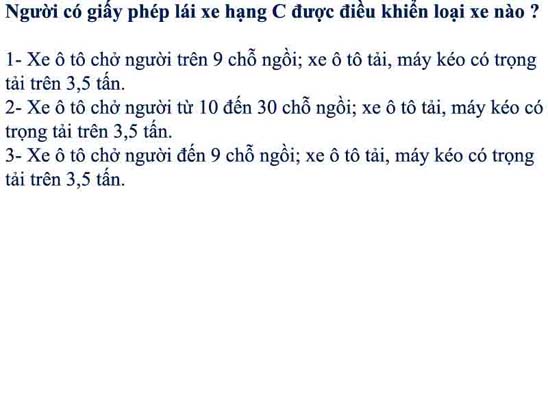 Người có giấy phép lái xe hạng C được điều khiển loại xe nào ?
1- Xe ô tô chở người trên 9 chỗ ngồi; xe ô tô tải, máy kéo có trọng
tải trên 3,5 tấn.
2- Xe ô tô chở người từ 10 đến 30 chỗ ngồi; xe ô tô tải, máy kéo có
trọng tải trên 3,5 tấn.
3- Xe ô tô chở người đến 9 chỗ ngồi; xe ô tô tải, máy kéo có trọng
tải trên 3,5 tấn.